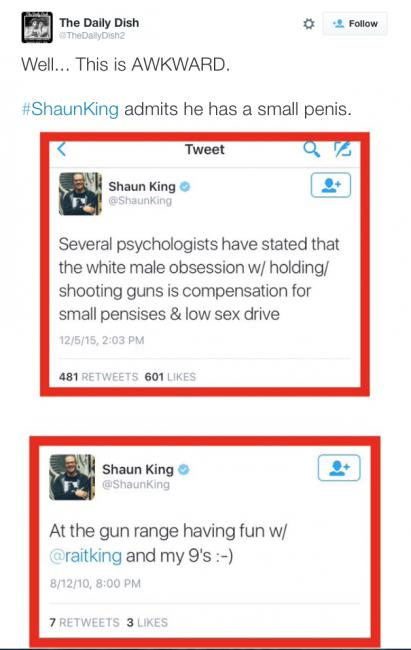 The Daily Dish
@TheDailyDish2
Follow
Well... This is AWKWARD.
#ShaunKing admits he has a small penis.
Tweet
Shaun King
@ShaunKing
Several psychologists have stated that
the white male obsession w/ holding/
shooting guns is compensation for
small pensises & low sex drive
12/5/15, 2:03 PM
481 RETWEETS 601 LIKES
Shaun King
@ShaunKing
At the gun range having fun w/
@raitking and my 9's :-)
8/12/10, 8:00 PM
7 RETWEETS 3 LIKES